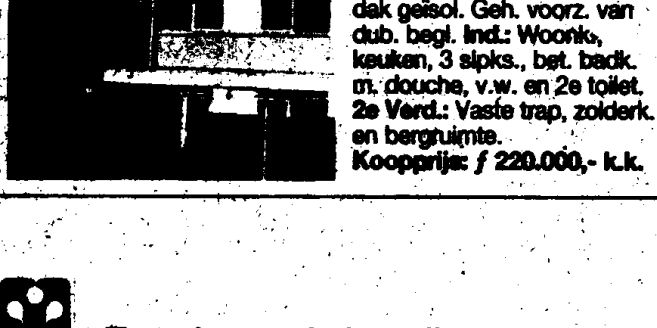 dak geïsol. Geh. voorz. van
dub. begl. Ind.: Woonk.,
keuken, 3 slpks., bet. badk.
m. douche, v.w. en 2e toilet.
2e Verd.: Vaste trap, zolderk.
en bergruimte.
Koopprijs: ƒ 220.000,- k.k.